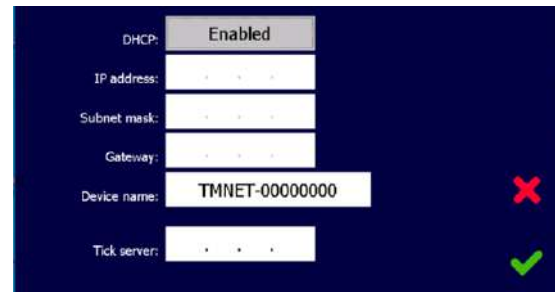 DHCP: Enabled
IP address: . . .
Subnet mask: . . .
Gateway: . . .
Device name: TMNET-00000000
Tick server: . . .